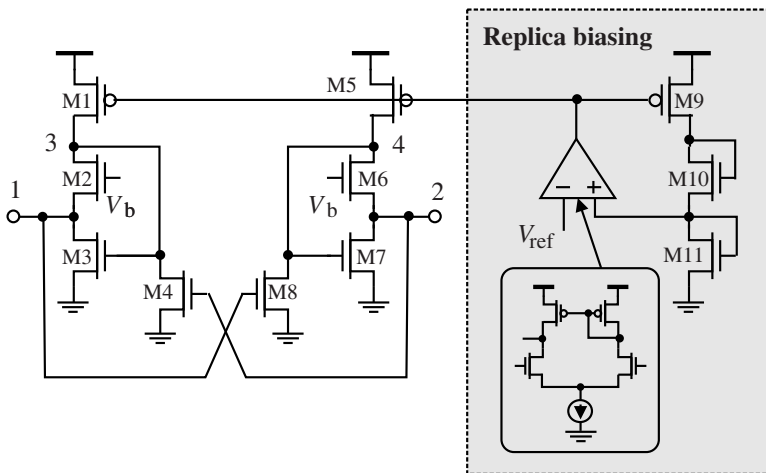 Replica biasing
M1
M5
M9
3
4
M2
M6
M10
1
V_b
V_b
2
− +
V_ref
M3
M7
M11
M4
M8